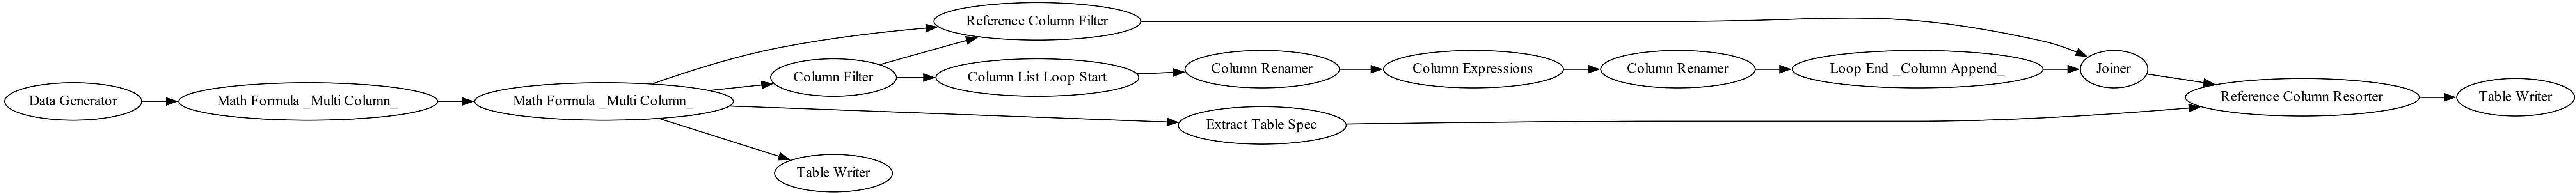 Data Generator
Math Formula _Multi Column_
Math Formula _Multi Column_
Reference Column Filter
Column Filter
Column List Loop Start
Column Renamer
Column Expressions
Column Renamer
Loop End _Column Append_
Joiner
Extract Table Spec
Reference Column Resorter
Table Writer
Table Writer